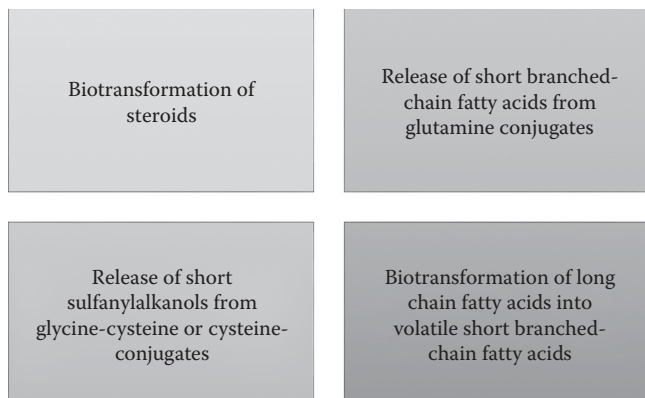 Biotransformation of
steroids
Release of short branched-
chain fatty acids from
glutamine conjugates
Release of short
sulfanylalkanols from
glycine-cysteine or cysteine-
conjugates
Biotransformation of long
chain fatty acids into
volatile short branched-
chain fatty acids